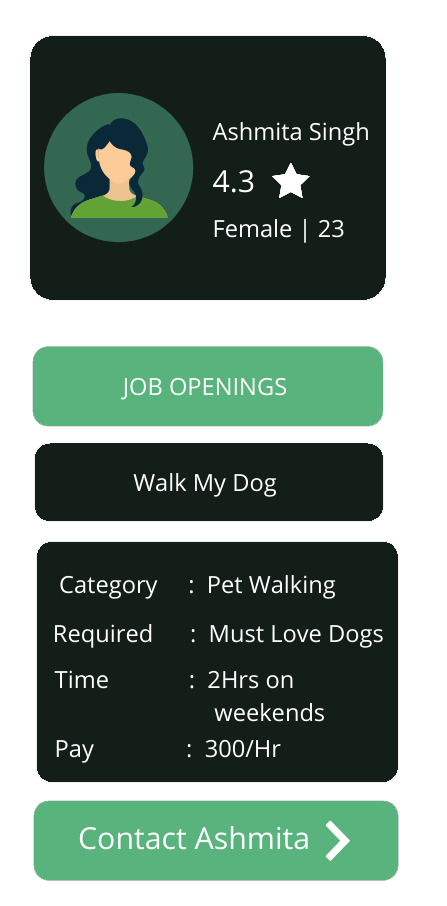 Ashmita Singh
4.3
Female | 23
JOB OPENINGS
Walk My Dog
Category : Pet Walking
Required : Must Love Dogs
Time : 2Hrs on
weekends
Pay : 300/Hr
Contact Ashmita